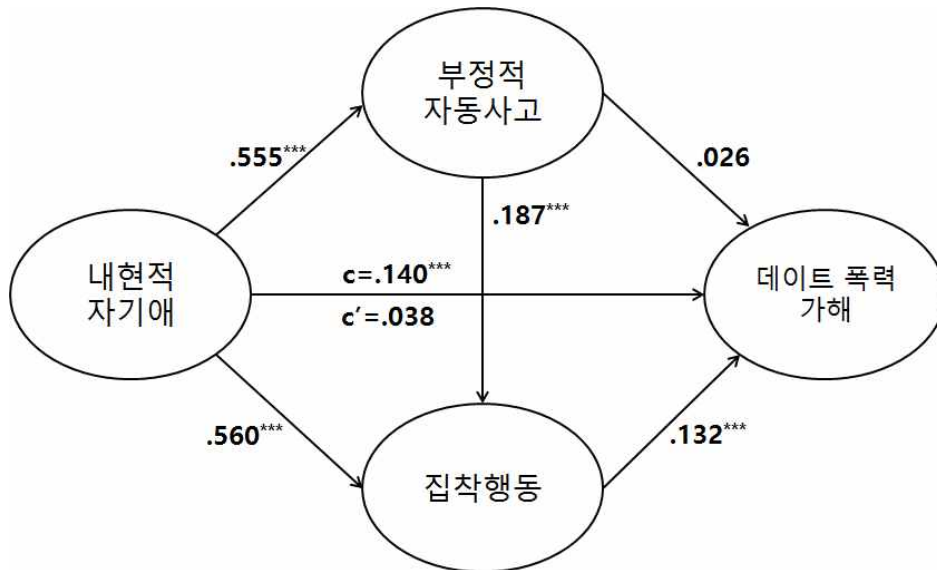 부정적
자동사고
.555***
.026
.187***
내현적
자기애
c=.140***
c′=.038
데이트 폭력
가해
.560***
.132***
집착행동